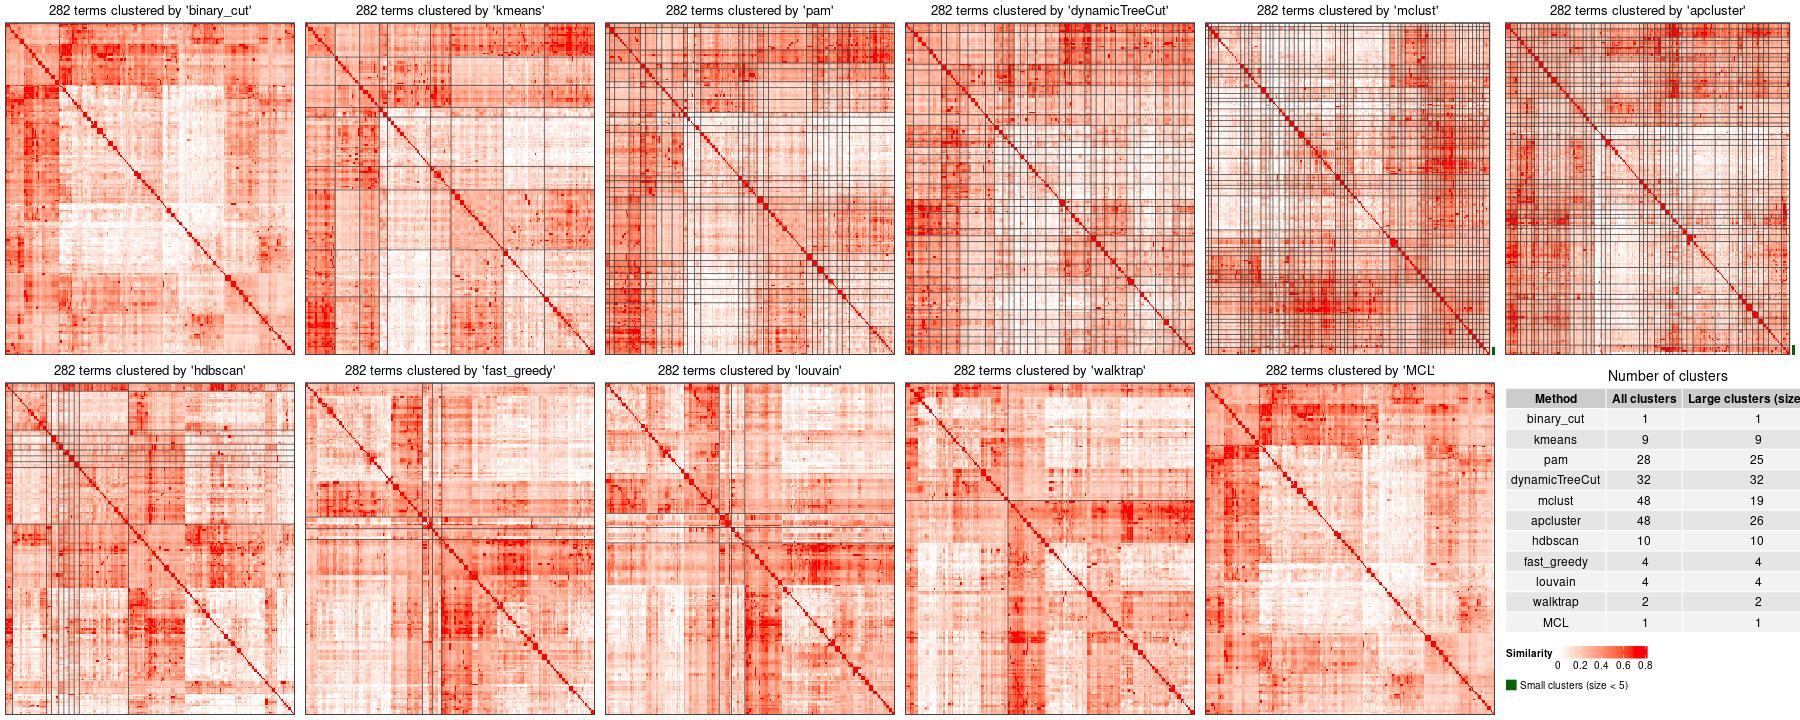 282 terms clustered by 'binary_cut'
282 terms clustered by 'kmeans'
282 terms clustered by 'pam'
282 terms clustered by 'dynamicTreeCut'
282 terms clustered by 'mclust'
282 terms clustered by 'apcluster'
282 terms clustered by 'hdbscan'
282 terms clustered by 'fast_greedy'
282 terms clustered by 'louvain'
282 terms clustered by 'walktrap'
282 terms clustered by 'MCL'
Number of clusters
Method All clusters Large clusters (size
binary_cut 1 1
kmeans 9 9
pam 28 25
dynamicTreeCut 32 32
mclust 48 19
apcluster 48 26
hdbscan 10 10
fast_greedy 4 4
louvain 4 4
walktrap 2 2
MCL 1 1
Similarity
0 0.2 0.4 0.6 0.8
Small clusters (size < 5)